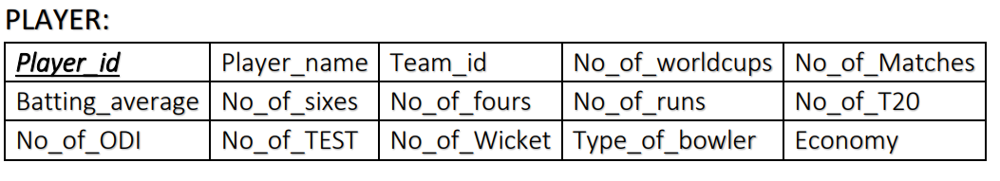 PLAYER:
Player_id Player_name Team_id No_of_worldcups No_of_Matches
Batting_average No_of_sixes No_of_fours No_of_runs No_of_T20
No_of_ODI No_of_TEST No_of_Wicket Type_of_bowler Economy